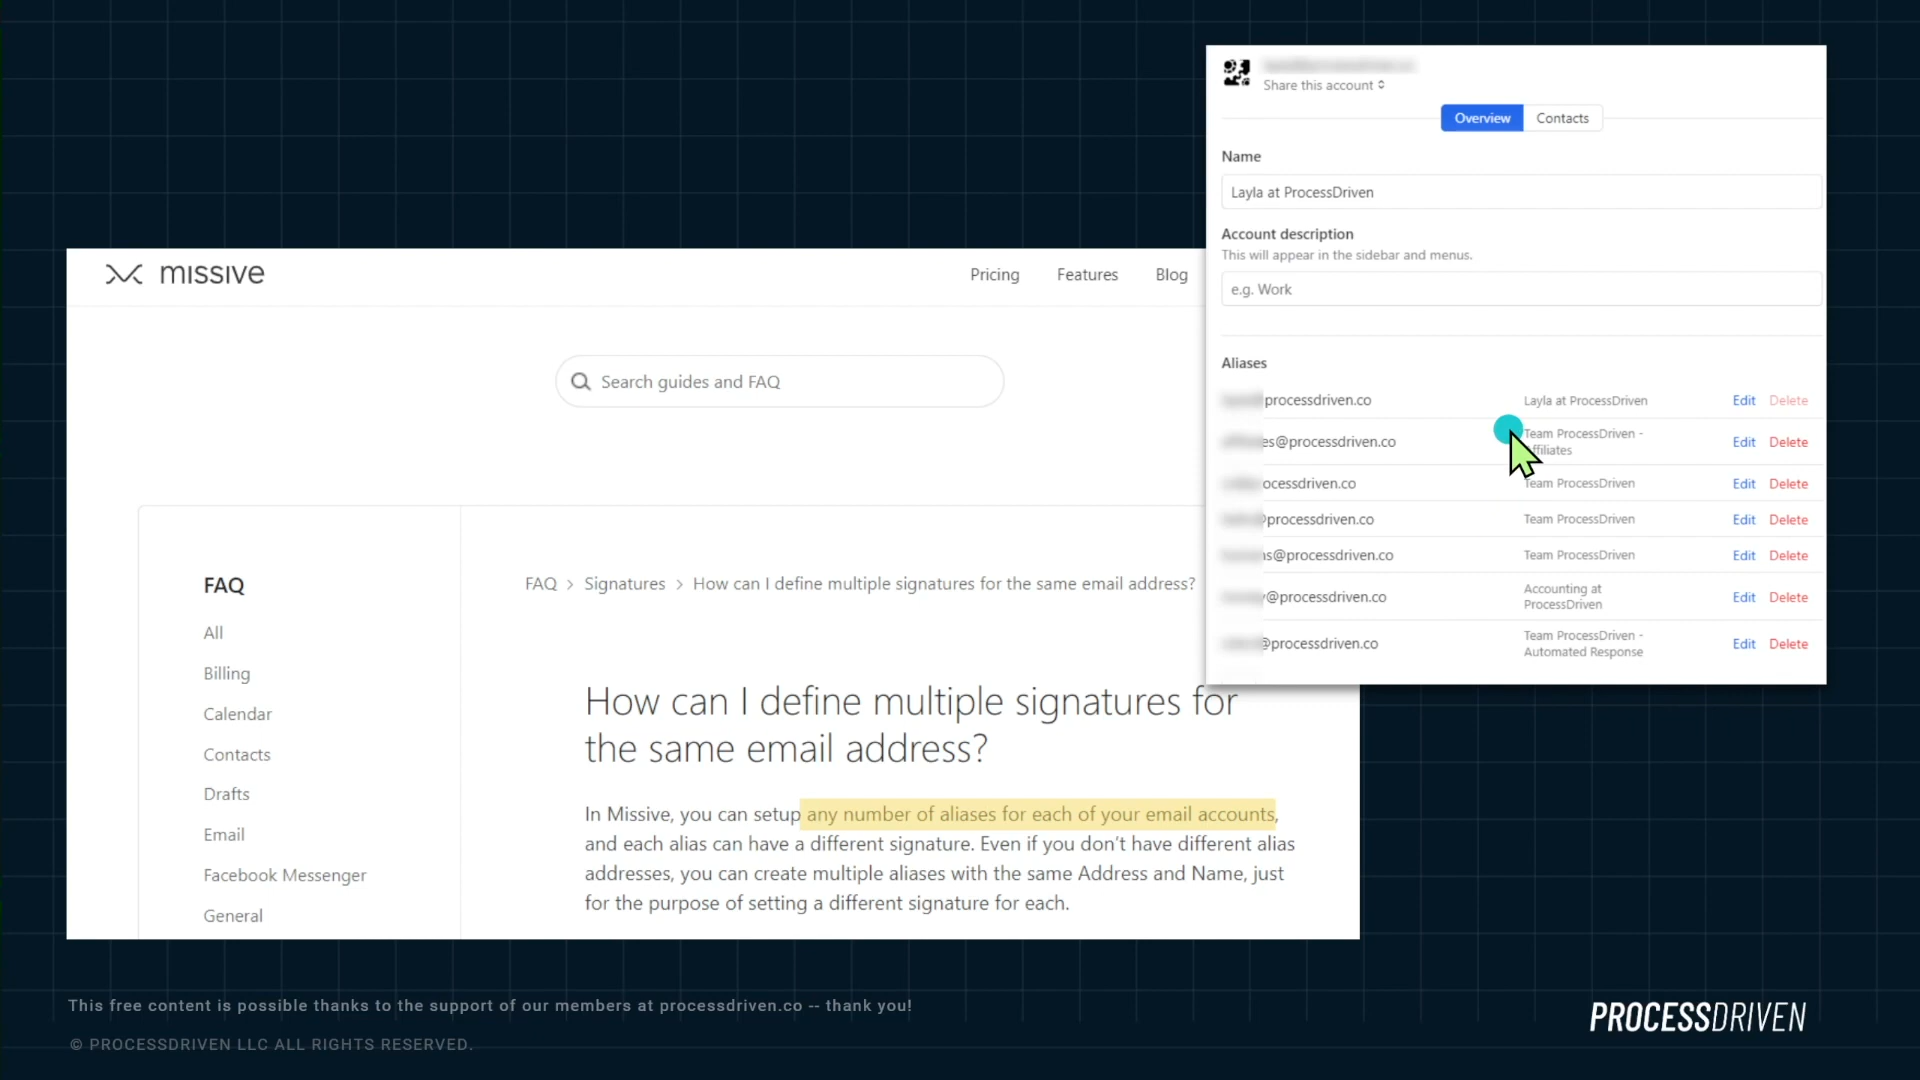 Share this account
Overview
Contacts
Name
Layla at ProcessDriven
Account description
This will appear in the sidebar and menus.
e.g. Work
Aliases
processdriven.co
Layla at ProcessDriven
Edit
Delete
es@processdriven.co
Team ProcessDriven -
ffiliates
Edit
Delete
ocessdriven.co
Team ProcessDriven
Edit
Delete
@processdriven.co
Team ProcessDriven
Edit
Delete
ns@processdriven.co
Team ProcessDriven
Edit
Delete
@processdriven.co
Accounting at
ProcessDriven
Edit
Delete
@processdriven.co
Team ProcessDriven -
Automated Response
Edit
Delete
missive
Pricing
Features
Blog
Search guides and FAQ
FAQ
All
Billing
Calendar
Contacts
Drafts
Email
Facebook Messenger
General
FAQ > Signatures > How can I define multiple signatures for the same email address?
How can I define multiple signatures for
the same email address?
In Missive, you can setup any number of aliases for each of your email accounts,
and each alias can have a different signature. Even if you don’t have different alias
addresses, you can create multiple aliases with the same Address and Name, just
for the purpose of setting a different signature for each.
This free content is possible thanks to the support of our members at processdriven.co -- thank you!
© PROCESSDRIVEN LLC ALL RIGHTS RESERVED.
PROCESSDRIVEN